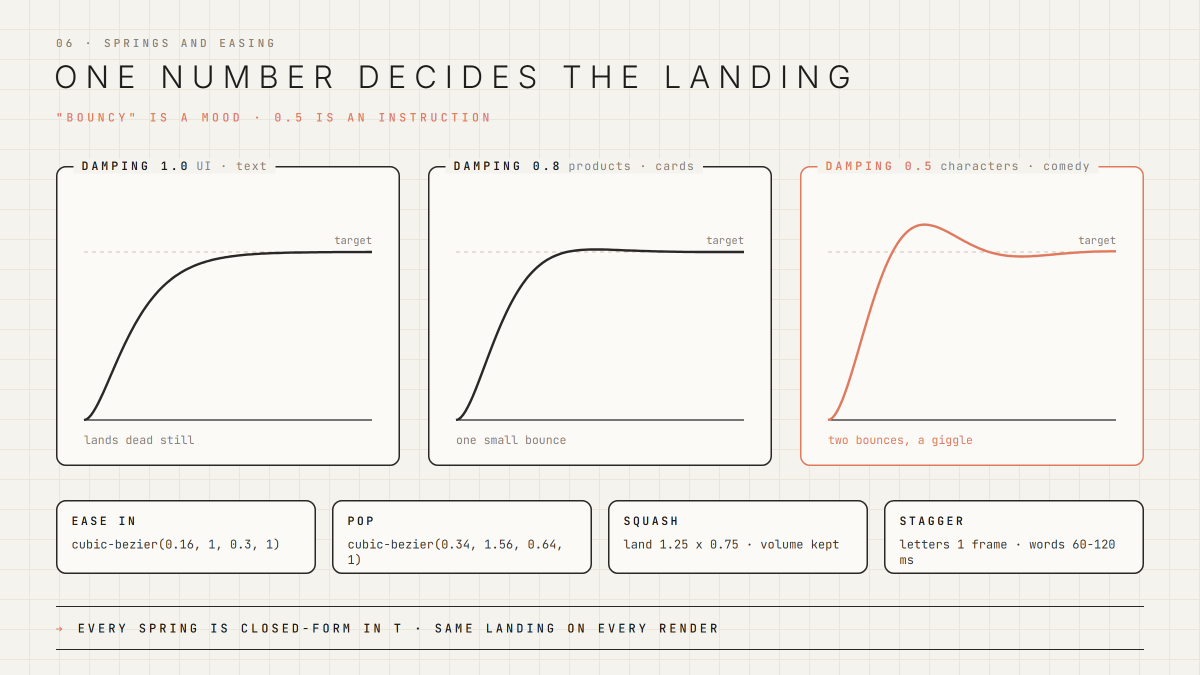 06 · SPRINGS AND EASING
ONE NUMBER DECIDES THE LANDING
"BOUNCY" IS A MOOD · 0.5 IS AN INSTRUCTION
DAMPING 1.0 UI · text
target
lands dead still
DAMPING 0.8 products · cards
target
one small bounce
DAMPING 0.5 characters · comedy
target
two bounces, a giggle
EASE IN
cubic-bezier(0.16, 1, 0.3, 1)
POP
cubic-bezier(0.34, 1.56, 0.64,
1)
SQUASH
land 1.25 x 0.75 · volume kept
STAGGER
letters 1 frame · words 60-120
ms
→ EVERY SPRING IS CLOSED-FORM IN T · SAME LANDING ON EVERY RENDER